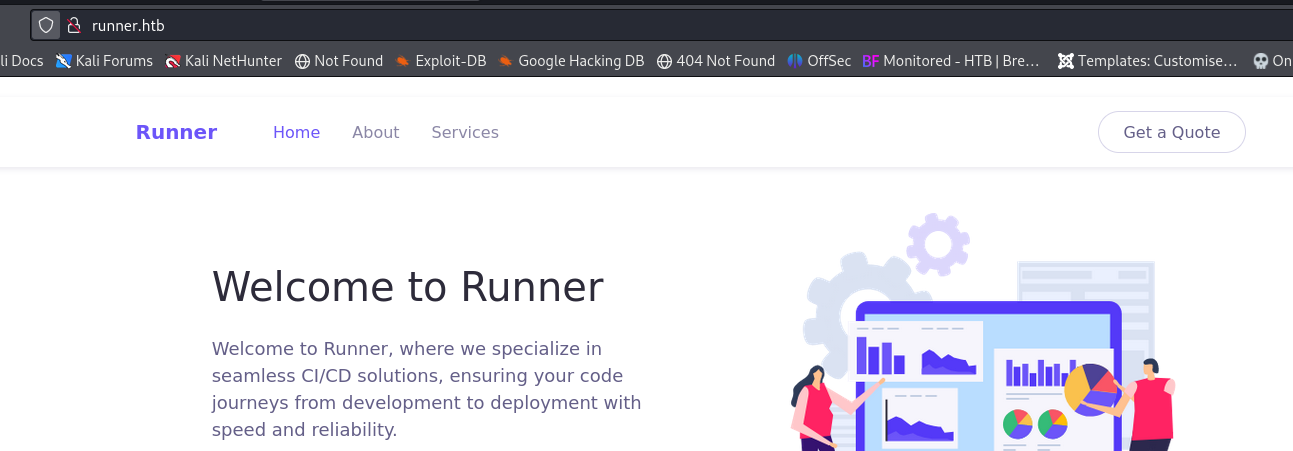 runner.htb
li Docs Kali Forums Kali NetHunter Not Found Exploit-DB Google Hacking DB 404 Not Found OffSec BF Monitored - HTB | Bre... Templates: Customise... On
Runner Home About Services Get a Quote
Welcome to Runner
Welcome to Runner, where we specialize in
seamless CI/CD solutions, ensuring your code
journeys from development to deployment with
speed and reliability.